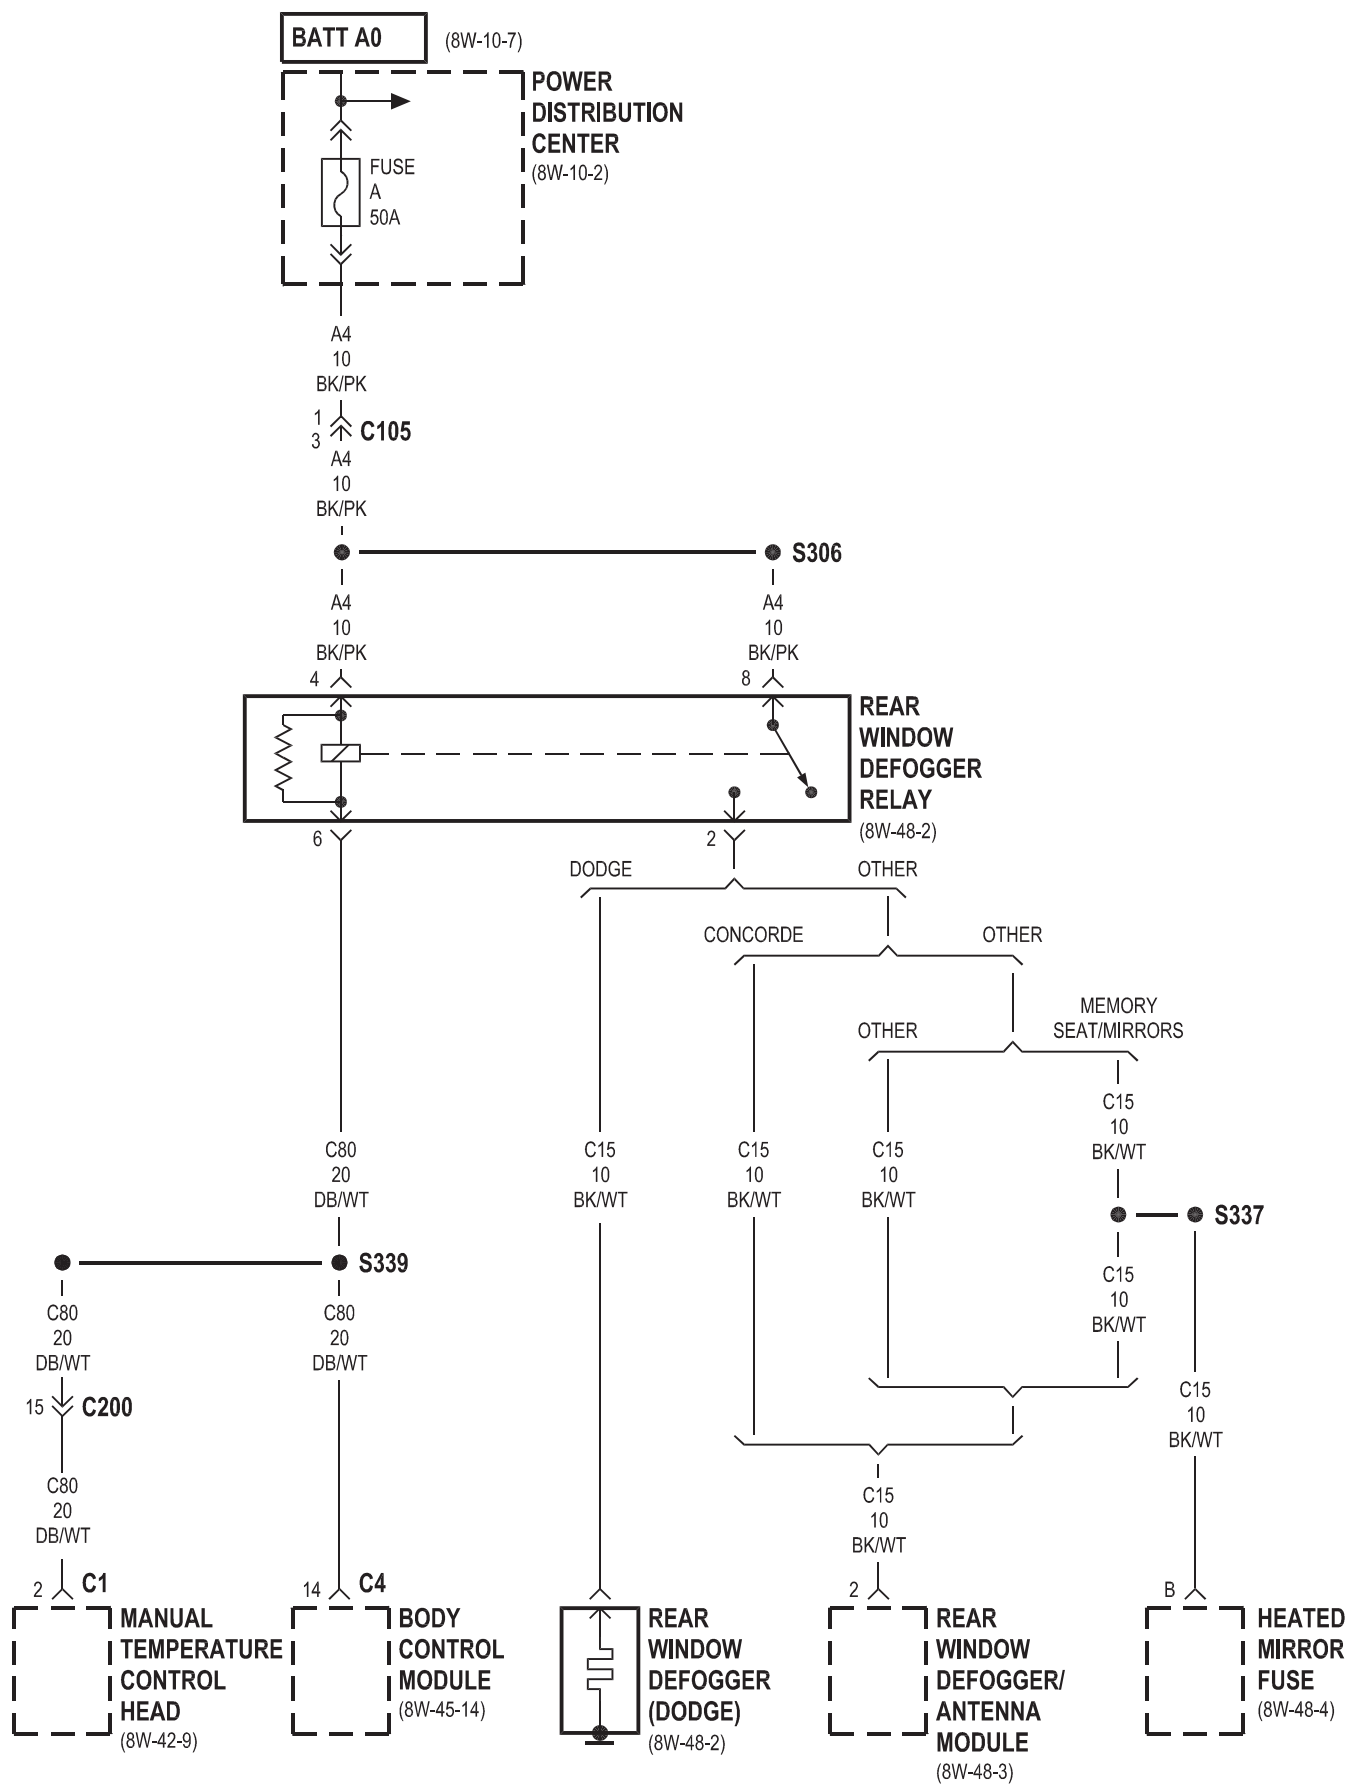 BATT A0
(8W-10-7)
POWER
DISTRIBUTION
CENTER
(8W-10-2)
FUSE
A
50A
A4
10
BK/PK
1
3
C105
A4
10
BK/PK
S306
A4
10
BK/PK
A4
10
BK/PK
4
8
REAR
WINDOW
DEFOGGER
RELAY
(8W-48-2)
6
2
DODGE
OTHER
CONCORDE
OTHER
OTHER
MEMORY
SEAT/MIRRORS
C15
10
BK/WT
C80
20
DB/WT
C15
10
BK/WT
C15
10
BK/WT
C15
10
BK/WT
S337
S339
C80
20
DB/WT
C80
20
DB/WT
C15
10
BK/WT
15
C200
C15
10
BK/WT
C80
20
DB/WT
C15
10
BK/WT
2
C1
14
C4
2
B
MANUAL
TEMPERATURE
CONTROL
HEAD
(8W-42-9)
BODY
CONTROL
MODULE
(8W-45-14)
REAR
WINDOW
DEFOGGER
(DODGE)
(8W-48-2)
REAR
WINDOW
DEFOGGER/
ANTENNA
MODULE
(8W-48-3)
HEATED
MIRROR
FUSE
(8W-48-4)